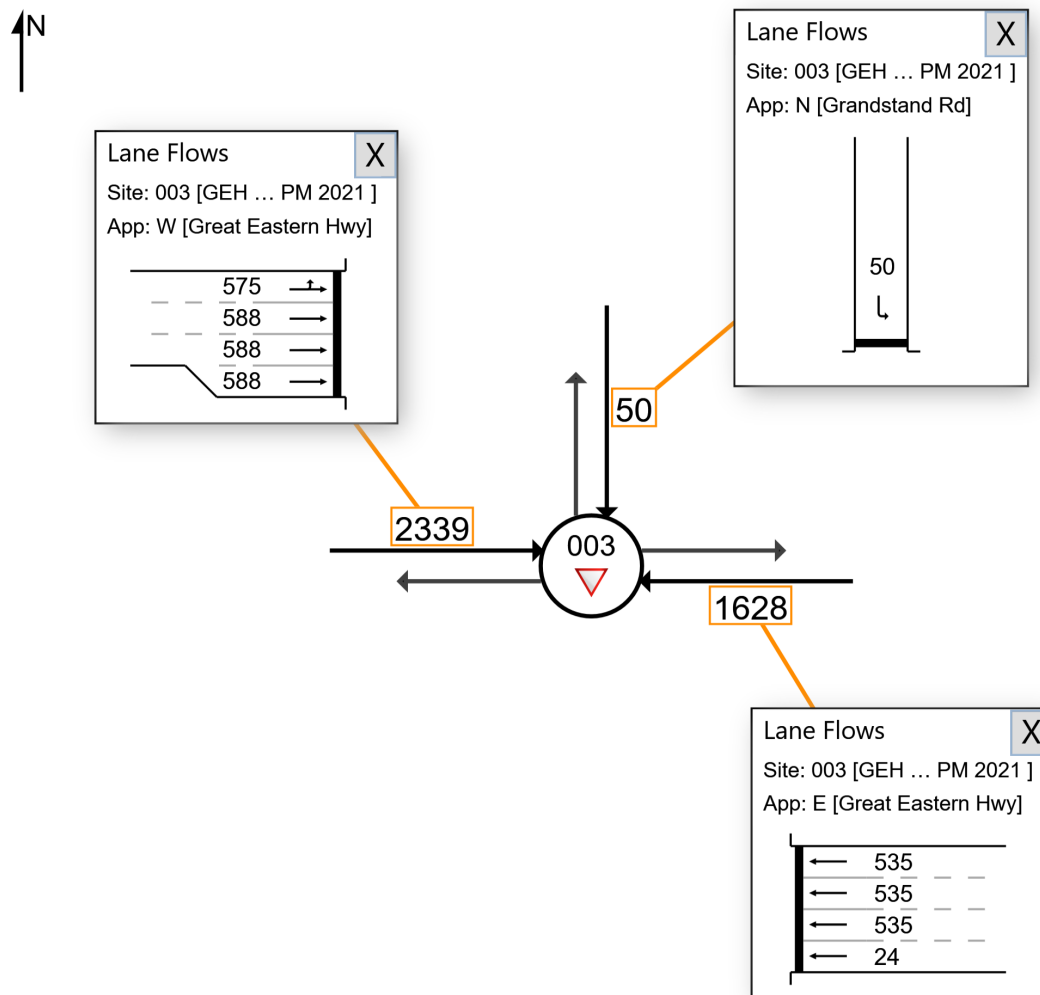 N
Lane Flows
X
Site: 003 [GEH ... PM 2021 ]
App: N [Grandstand Rd]
50
Lane Flows
X
Site: 003 [GEH ... PM 2021 ]
App: W [Great Eastern Hwy]
575
588
588
588
50
2339
003
1628
Lane Flows
X
Site: 003 [GEH ... PM 2021 ]
App: E [Great Eastern Hwy]
535
535
535
24